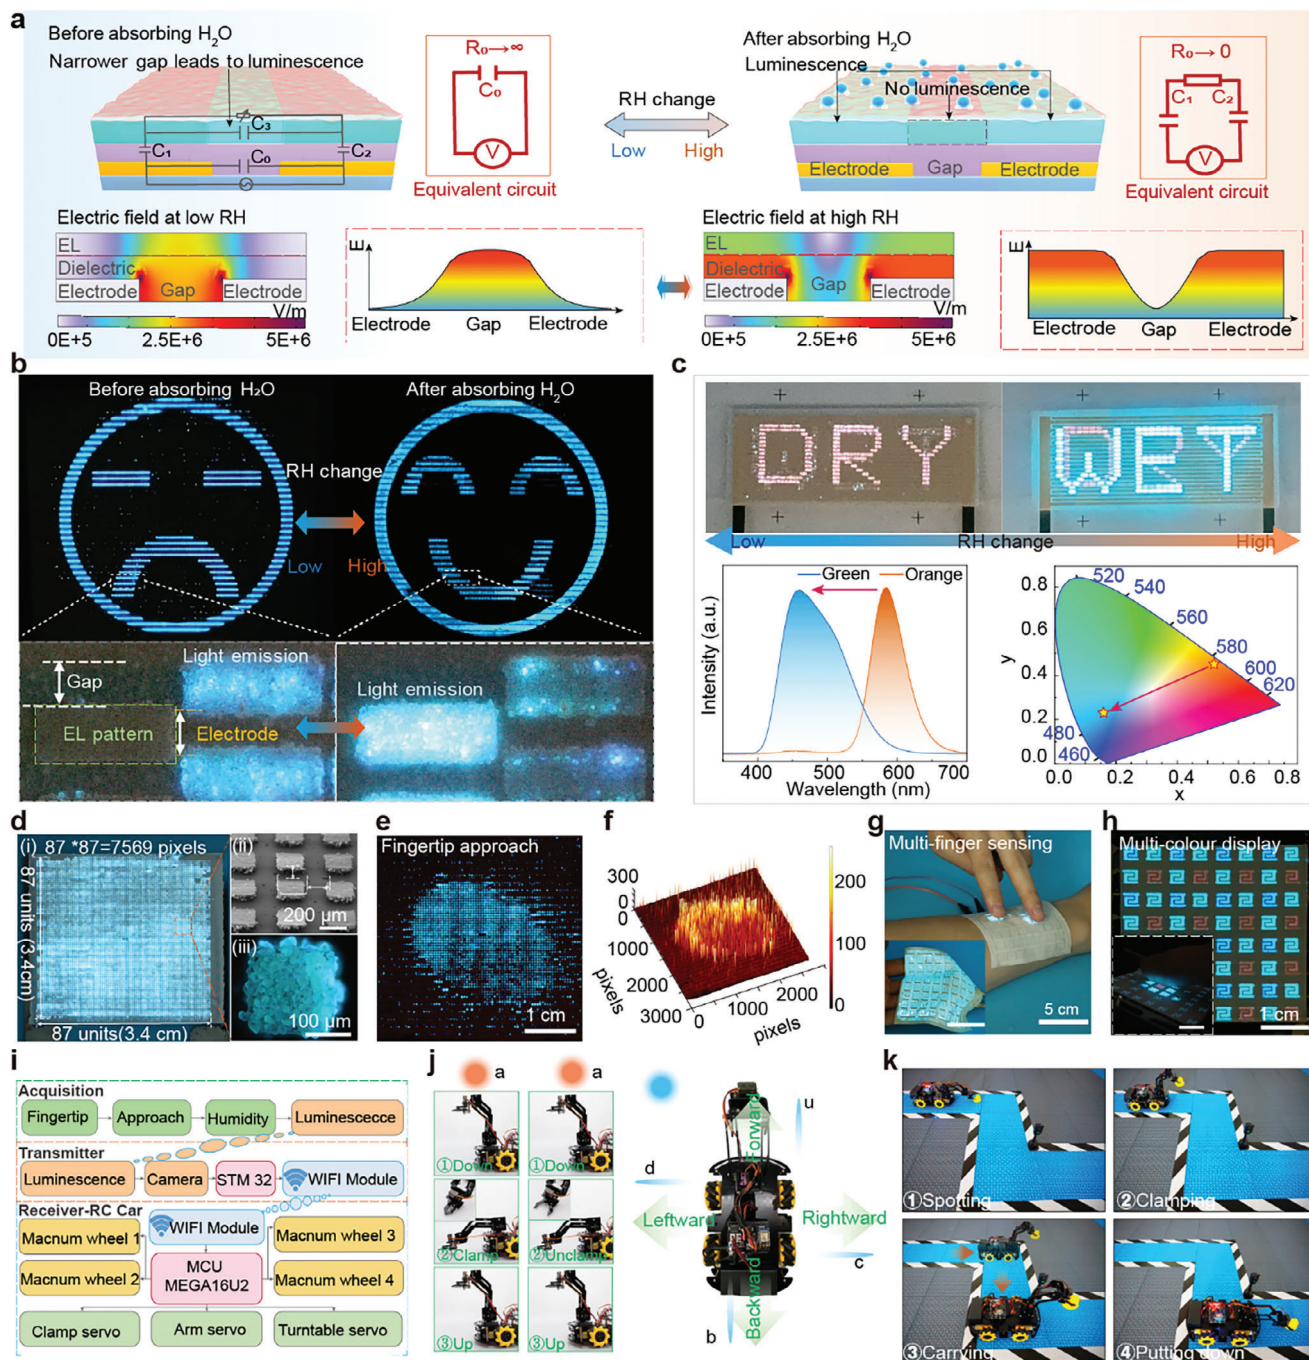 a
Before absorbing H₂O
Narrower gap leads to luminescence
C₃
C₁
C₀
C₂
R₀→∞
C₀
V
Equivalent circuit
RH change
Low
High
After absorbing H₂O
Luminescence
No luminescence
Electrode
Gap
Electrode
R₀→0
C₁
C₂
V
Equivalent circuit
Electric field at low RH
EL
Dielectric
Electrode
Gap
Electrode
V/m
0E+5
2.5E+6
5E+6
E
Electrode
Gap
Electrode
Electric field at high RH
EL
Dielectric
Electrode
Gap
Electrode
V/m
0E+5
2.5E+6
5E+6
E
Electrode
Gap
Electrode
b
Before absorbing H₂O
After absorbing H₂O
RH change
Low
High
Light emission
Gap
EL pattern
Electrode
Light emission
c
DRY
WET
Low
RH change
High
Green
Orange
Intensity (a.u.)
400
500
600
700
Wavelength (nm)
520
540
560
580
600
620
480
460
y
0.8
0.6
0.4
0.2
0.0
0.0
0.2
0.4
0.6
0.8
x
d
(i) 87 *87=7569 pixels
87 units (3.4cm)
87 units(3.4 cm)
(ii)
200 μm
(iii)
100 μm
e
Fingertip approach
1 cm
f
300
0
0
1000
2000
3000
pixels
0
1000
2000
pixels
200
100
0
g
Multi-finger sensing
5 cm
h
Multi-colour display
1 cm
i
Acquisition
Fingertip
Approach
Humidity
Luminescecce
Transmitter
Luminescence
Camera
STM 32
WIFI Module
Receiver-RC Car
WIFI Module
Macnum wheel 1
Macnum wheel 3
MCU
MEGA16U2
Macnum wheel 2
Macnum wheel 4
Clamp servo
Arm servo
Turntable servo
j
a
a
①Down
①Down
②Clamp
②Unclamp
③Up
③Up
u
d
c
b
Forward
Leftward
Rightward
Backward
k
①Spotting
②Clamping
③Carrying
④Putting down